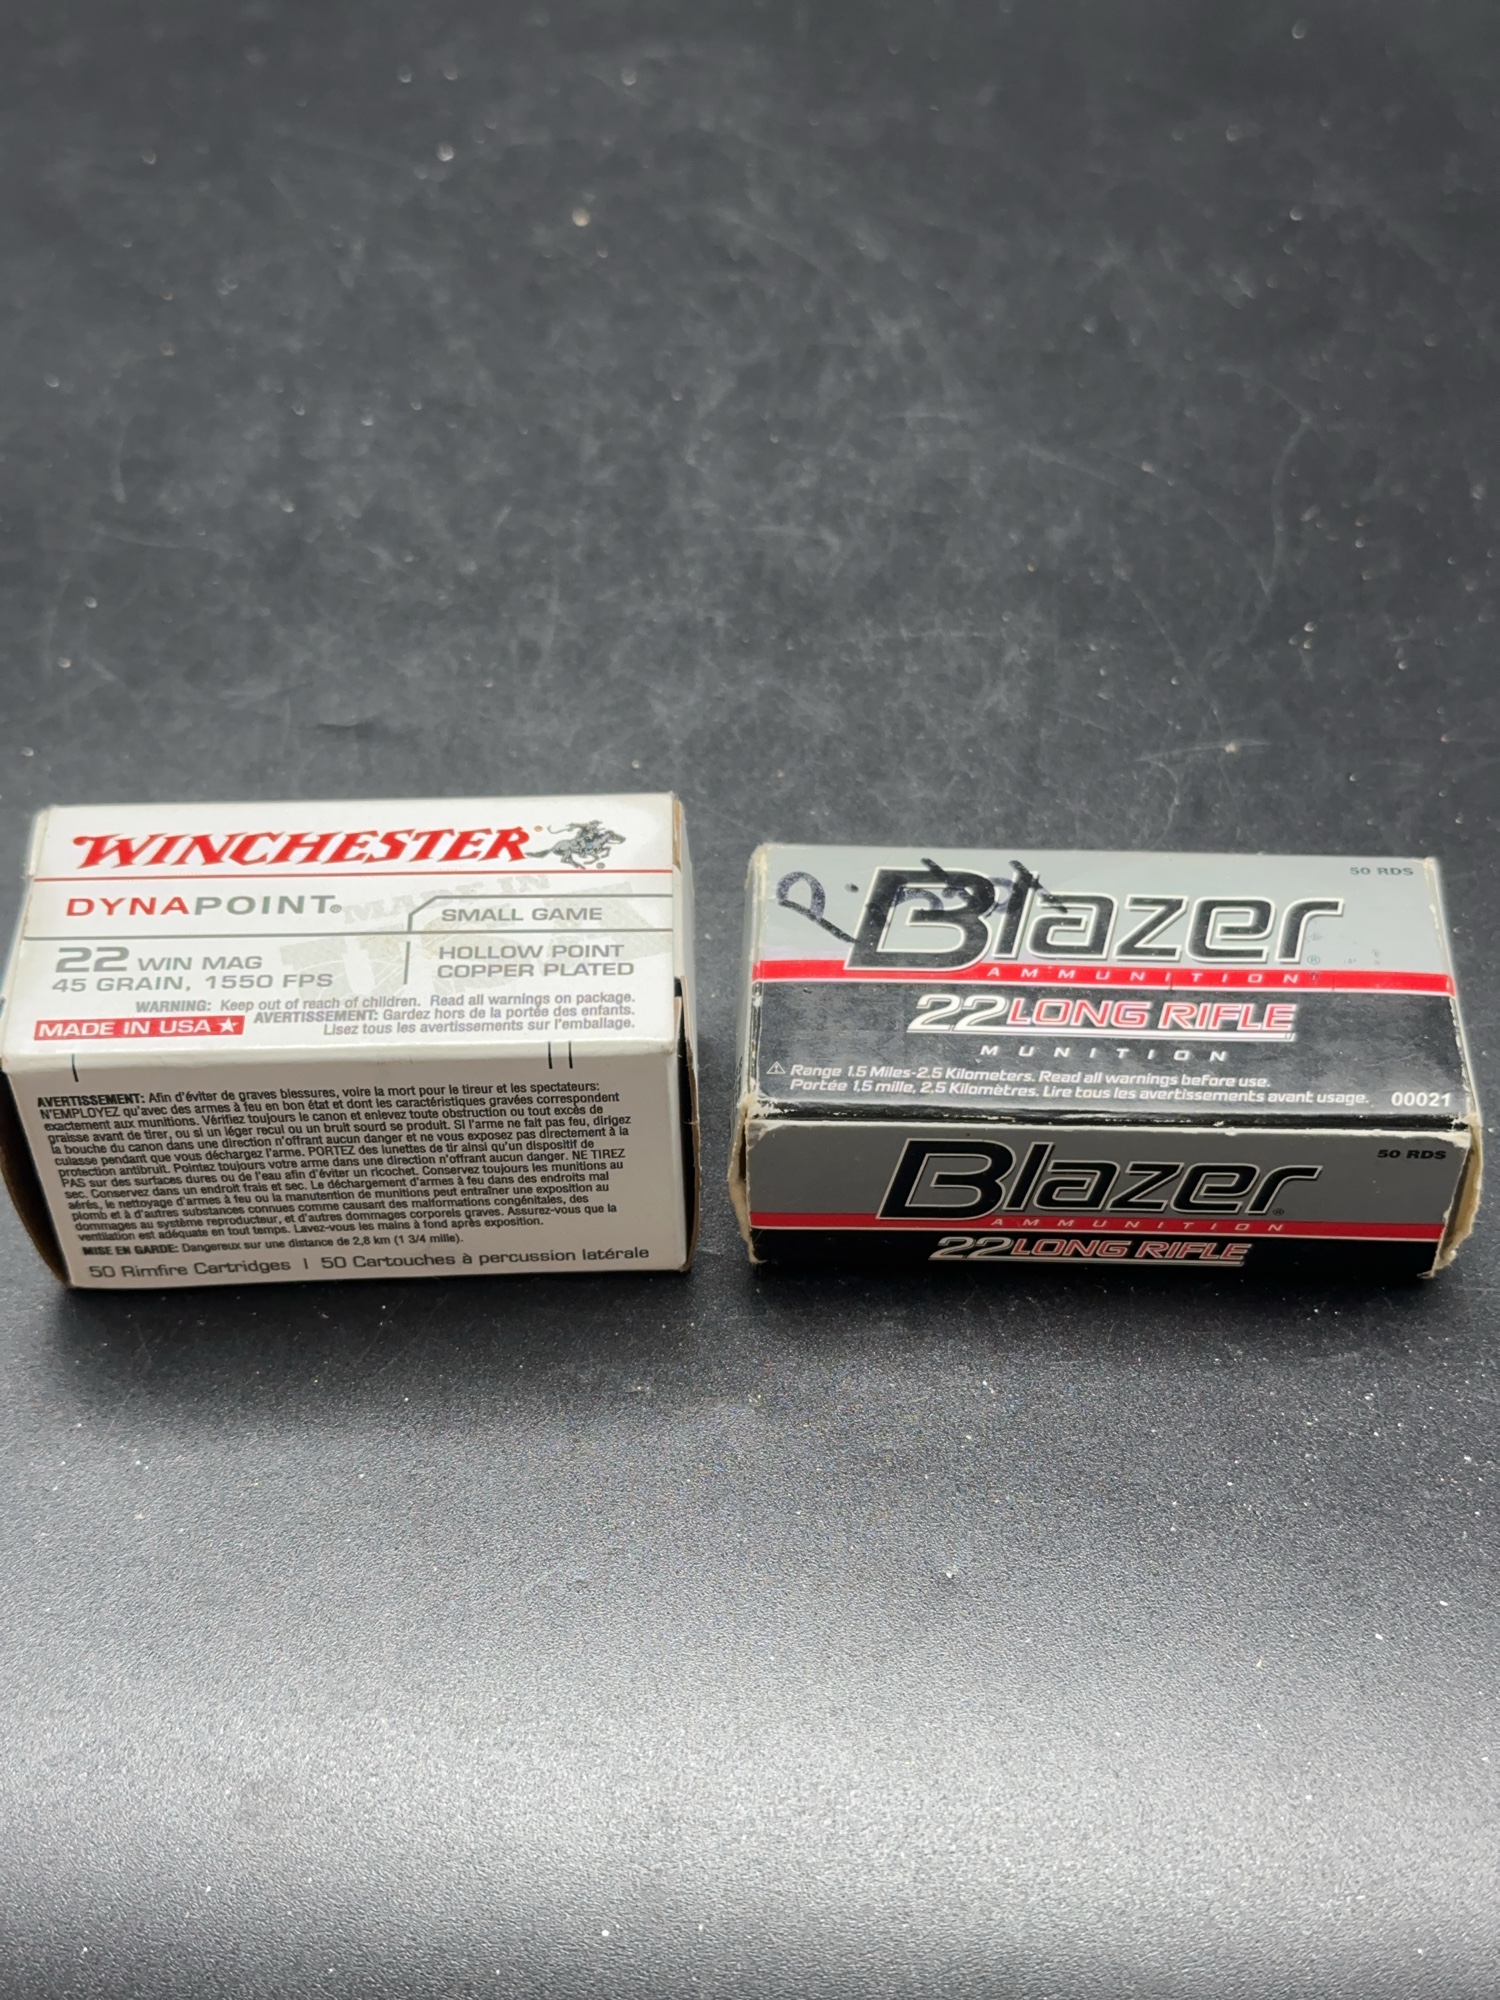 WINCHESTER®
DYNAPOINT®
MADE IN
SMALL GAME
22 WIN MAG
45 GRAIN, 1550 FPS
HOLLOW POINT
COPPER PLATED
WARNING: Keep out of reach of children. Read all warnings on package.
AVERTISSEMENT: Gardez hors de la portée des enfants.
Lisez tous les avertissements sur l'emballage.
MADE IN USA
AVERTISSEMENT: Afin d'éviter de graves blessures, voire la mort pour le tireur et les spectateurs:
N'EMPLOYEZ qu'avec des armes à feu en bon état et dont les caractéristiques gravées correspondent
exactement aux munitions. Vérifiez toujours le canon et enlevez toute obstruction ou tout excès de
graisse avant de tirer, ou si un léger recul ou un bruit sourd se produit. Si l'arme ne fait pas feu, dirigez
la bouche du canon dans une direction n'offrant aucun danger et ne vous exposez pas directement à la
culasse pendant que vous déchargez l'arme. PORTEZ des lunettes de tir ainsi qu'un dispositif de
protection antibruit. Pointez toujours votre arme dans une direction n'offrant aucun danger. NE TIREZ
PAS sur des surfaces dures ou de l'eau afin d'éviter un ricochet. Conservez toujours les munitions au
sec. Conservez dans un endroit frais et sec. Le déchargement d'armes à feu dans des endroits mal
aérés, le nettoyage d'armes à feu ou la manutention de munitions peut entraîner une exposition au
plomb et à d'autres substances connues comme causant des malformations congénitales, des
dommages au système reproducteur, et d'autres dommages corporels graves. Assurez-vous que la
ventilation est adéquate en tout temps. Lavez-vous les mains à fond après exposition.
MISE EN GARDE: Dangereux sur une distance de 2,8 km (1 3/4 mille).
50 Rimfire Cartridges | 50 Cartouches à percussion latérale
50 RDS
Blazer®
AMMUNITION
22 LONG RIFLE
MUNITION
⚠ Range 1.5 Miles-2.5 Kilometers. Read all warnings before use.
Portée 1,5 mille, 2,5 Kilomètres. Lire tous les avertissements avant usage.
00021
50 RDS
Blazer®
AMMUNITION
22 LONG RIFLE